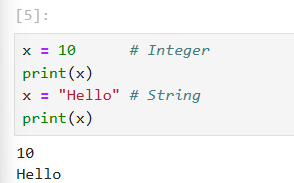 [5]:
x = 10      # Integer
print(x)
x = "Hello" # String
print(x)
10
Hello